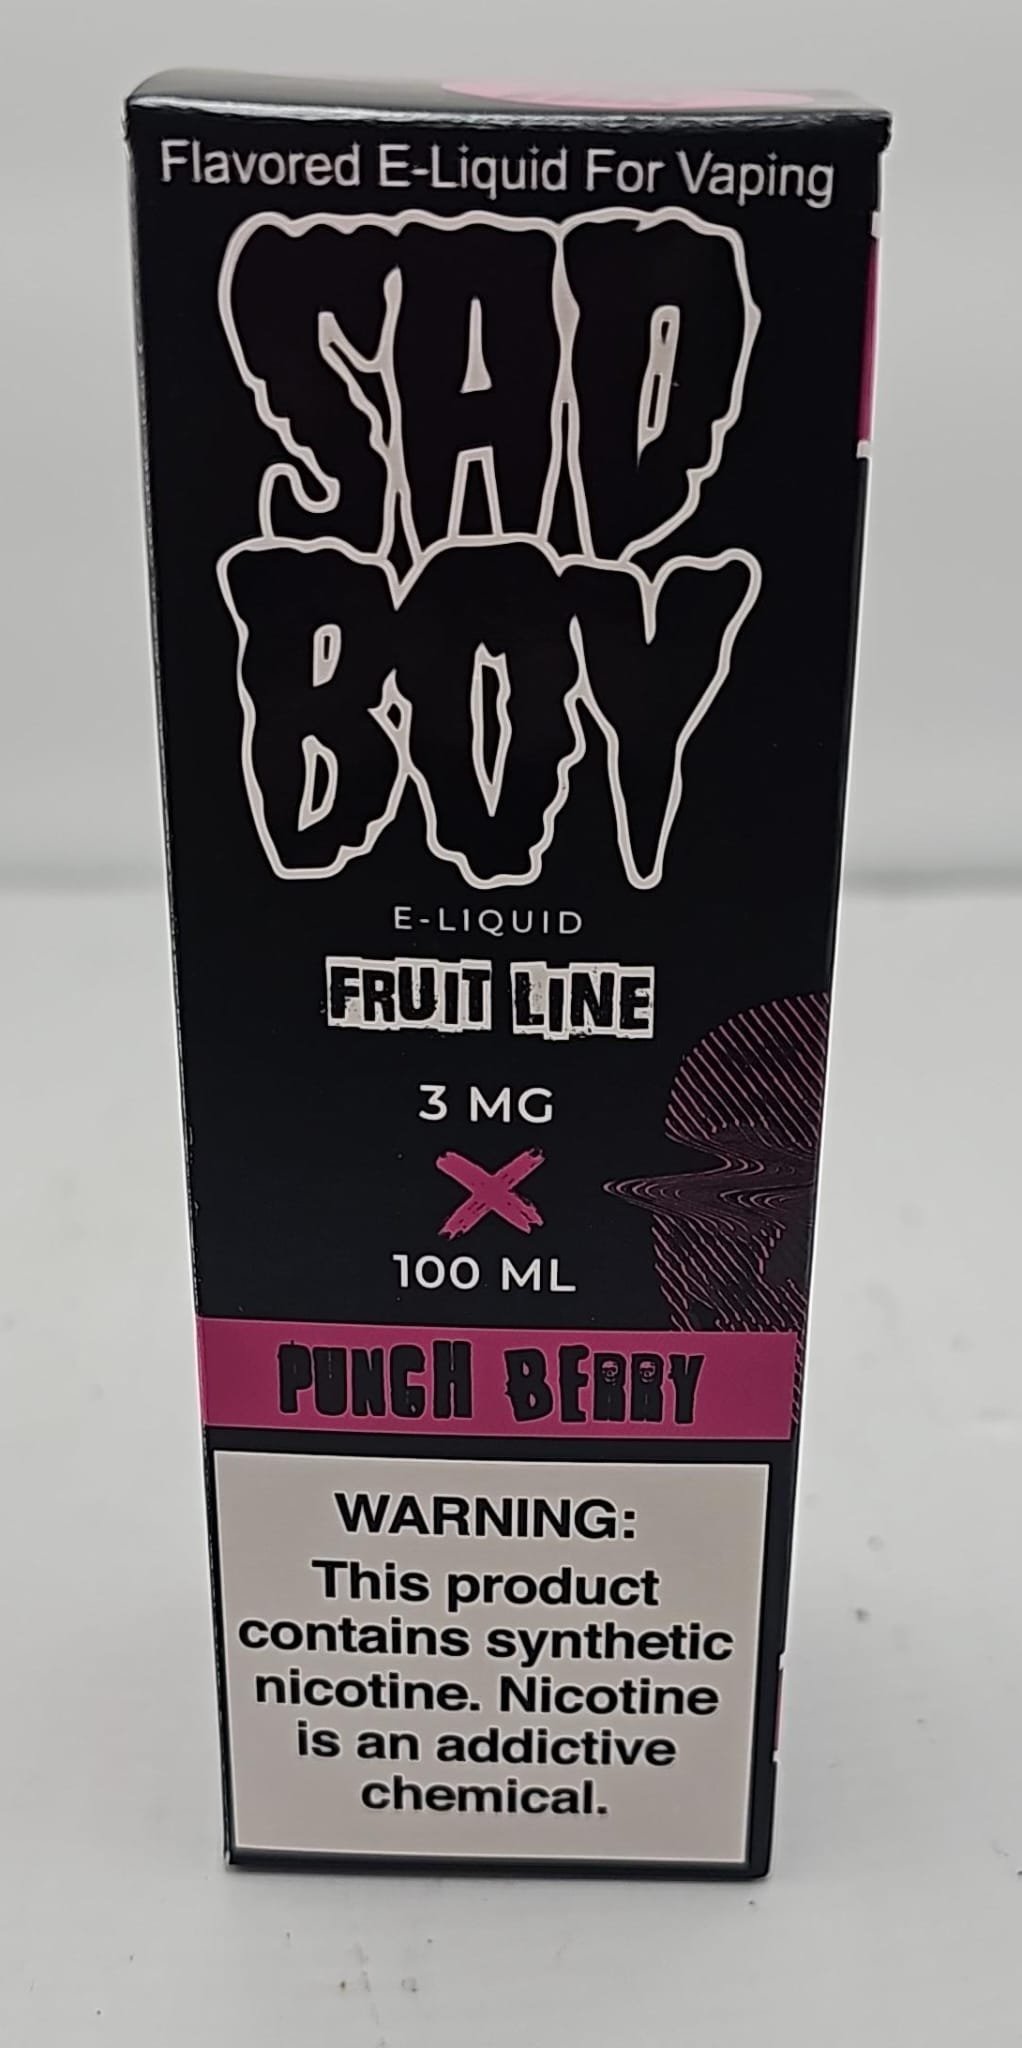 Flavored E-Liquid For Vaping
SAD
BOY
E-LIQUID
FRUIT LINE
3 MG
X
100 ML
PUNCH BERRY
WARNING:
This product
contains synthetic
nicotine. Nicotine
is an addictive
chemical.